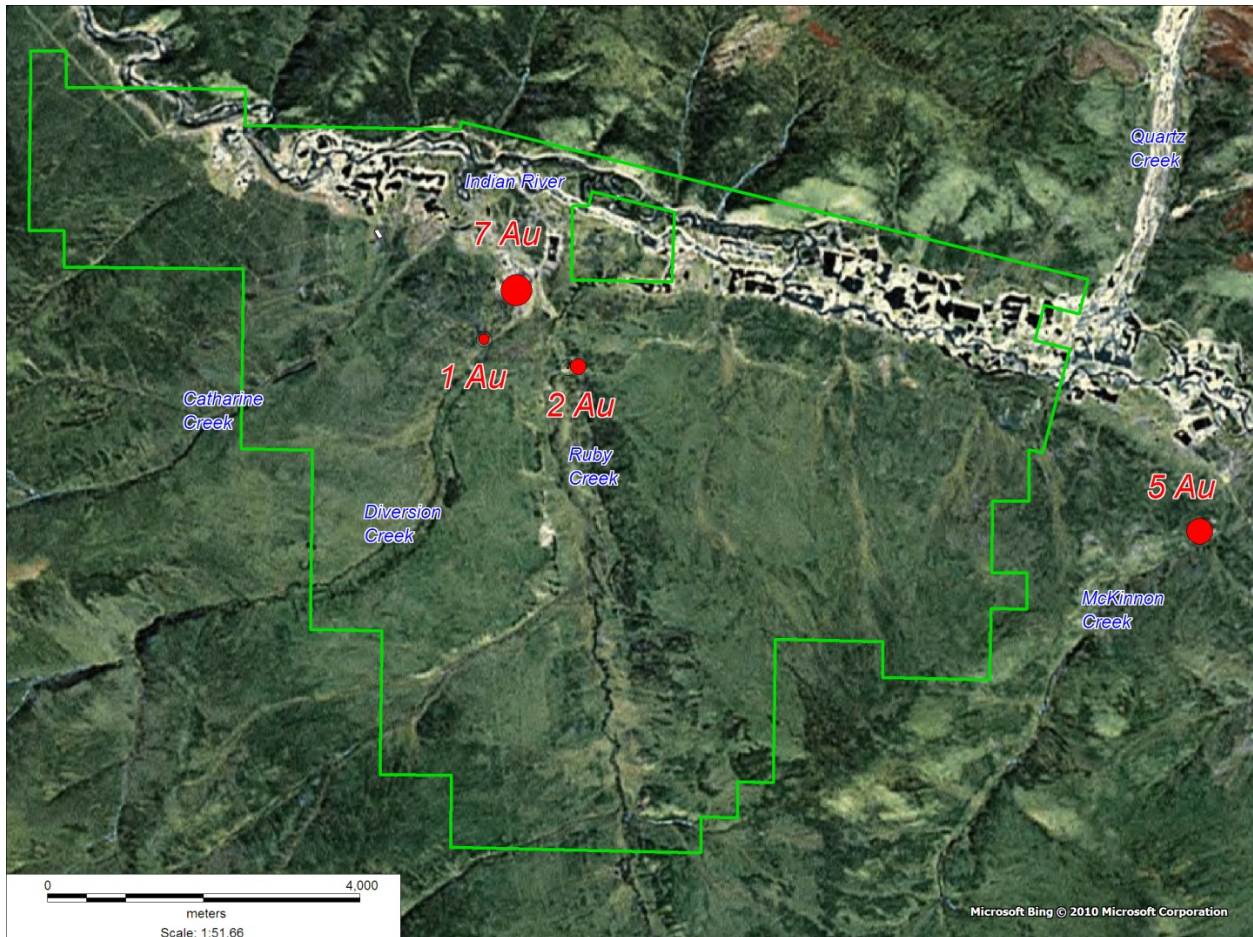 Quartz
Creek
Indian River
7 Au
1 Au
2 Au
Catharine
Creek
Ruby
Creek
Diversion
Creek
5 Au
McKinnon
Creek
0 4,000
meters
Scale: 1:51.66
Microsoft Bing © 2010 Microsoft Corporation